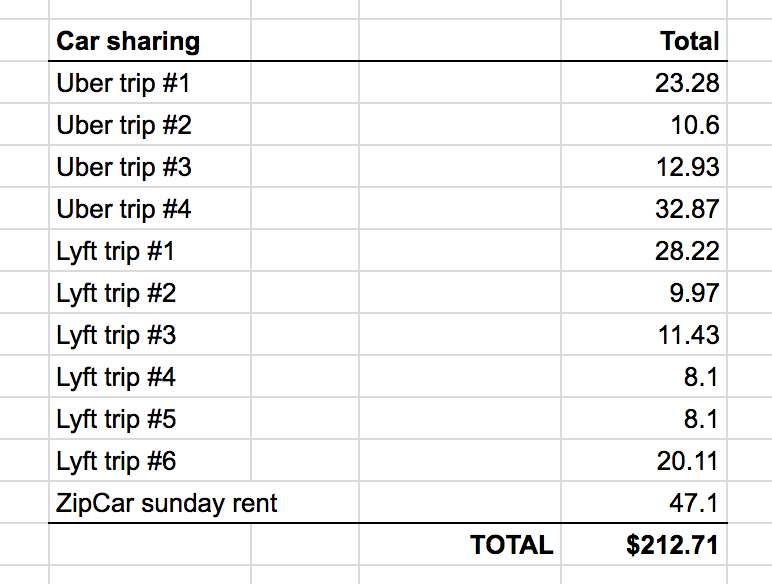 Car sharing Total
Uber trip #1 23.28
Uber trip #2 10.6
Uber trip #3 12.93
Uber trip #4 32.87
Lyft trip #1 28.22
Lyft trip #2 9.97
Lyft trip #3 11.43
Lyft trip #4 8.1
Lyft trip #5 8.1
Lyft trip #6 20.11
ZipCar sunday rent 47.1
TOTAL $212.71